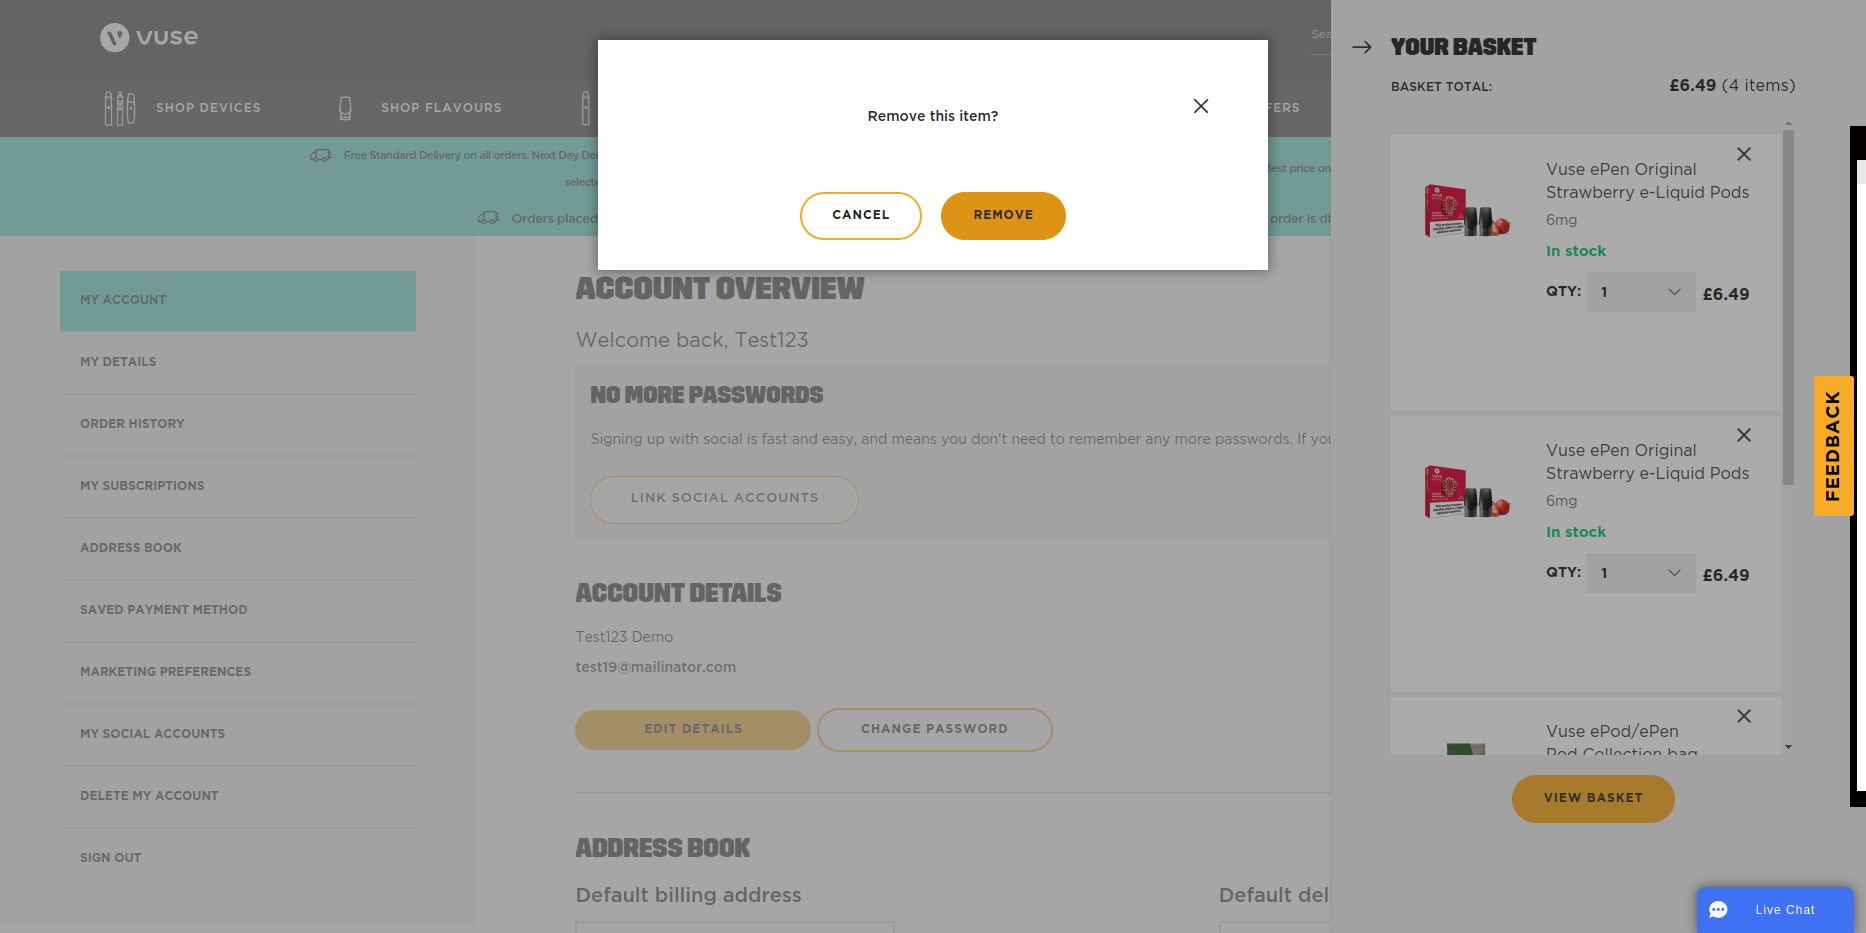 vuse
Sea
SHOP DEVICES
SHOP FLAVOURS
FERS
Free Standard Delivery on all orders. Next Day Del
selecte
Best price on
Orders placed
order is di
Remove this item?
CANCEL
REMOVE
MY ACCOUNT
MY DETAILS
ORDER HISTORY
MY SUBSCRIPTIONS
ADDRESS BOOK
SAVED PAYMENT METHOD
MARKETING PREFERENCES
MY SOCIAL ACCOUNTS
DELETE MY ACCOUNT
SIGN OUT
ACCOUNT OVERVIEW
Welcome back, Test123
NO MORE PASSWORDS
Signing up with social is fast and easy, and means you don't need to remember any more passwords. If you
LINK SOCIAL ACCOUNTS
ACCOUNT DETAILS
Test123 Demo
test19@mailinator.com
EDIT DETAILS
CHANGE PASSWORD
ADDRESS BOOK
Default billing address
Default del
YOUR BASKET
BASKET TOTAL:
£6.49 (4 items)
Vuse ePen Original
Strawberry e-Liquid Pods
6mg
In stock
QTY: 1 £6.49
Vuse ePen Original
Strawberry e-Liquid Pods
6mg
In stock
QTY: 1 £6.49
Vuse ePod/ePen
Pod Collection bag
VIEW BASKET
FEEDBACK
Live Chat